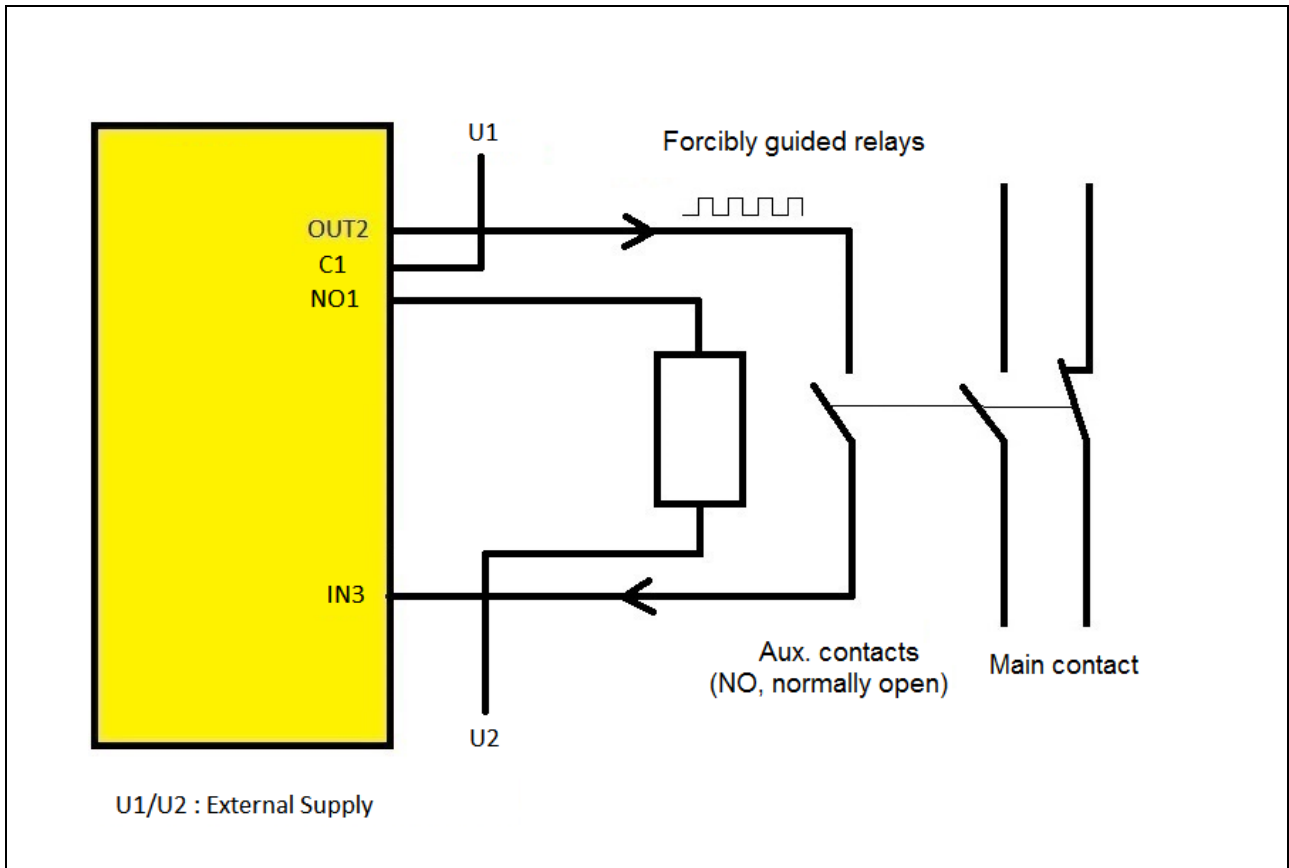 U1
Forcibly guided relays
OUT2
C1
NO1
IN3
Aux. contacts
(NO, normally open)
Main contact
U2
U1/U2 : External Supply